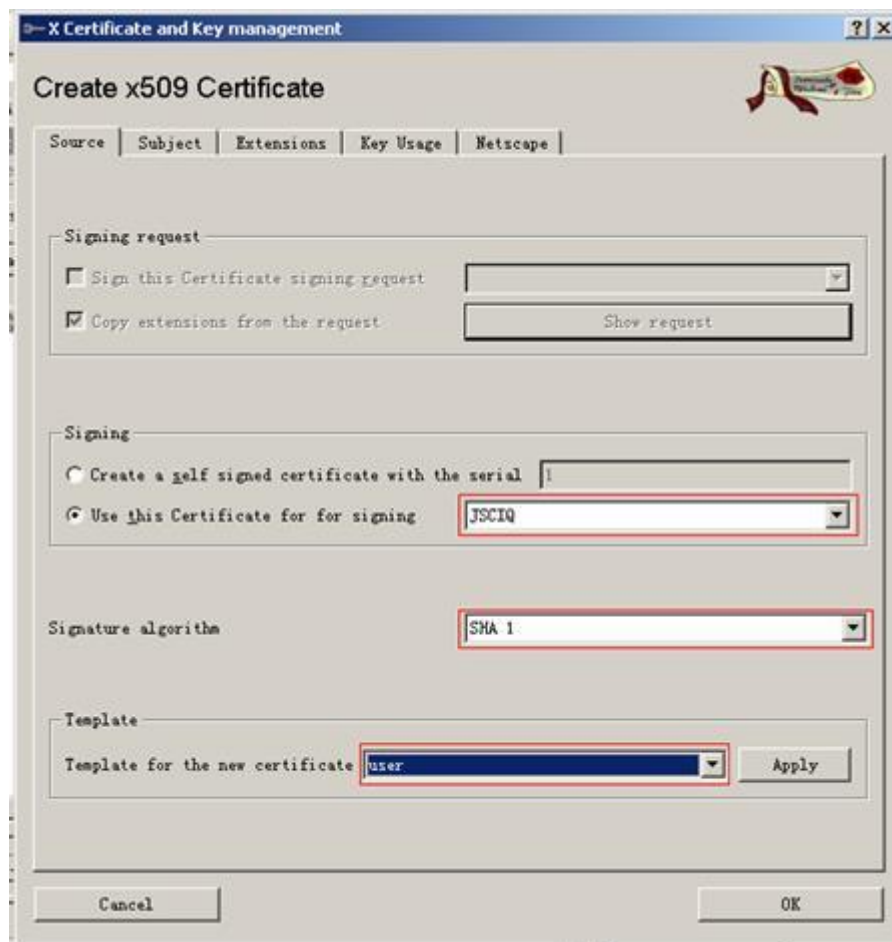 X Certificate and Key management
Create x509 Certificate
Source Subject Extensions Key Usage Netscape
Signing request
Sign this Certificate signing request
Copy extensions from the request Show request
Signing
Create a self signed certificate with the serial 1
Use this Certificate for for signing JSCIQ
Signature algorithm SHA 1
Template
Template for the new certificate user Apply
Cancel OK